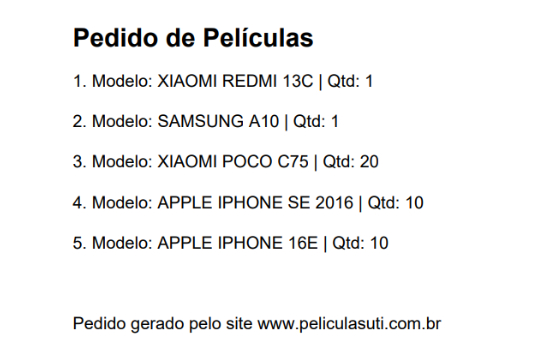 Pedido de Películas
1. Modelo: XIAOMI REDMI 13C | Qtd: 1
2. Modelo: SAMSUNG A10 | Qtd: 1
3. Modelo: XIAOMI POCO C75 | Qtd: 20
4. Modelo: APPLE IPHONE SE 2016 | Qtd: 10
5. Modelo: APPLE IPHONE 16E | Qtd: 10
Pedido gerado pelo site www.peliculasuti.com.br